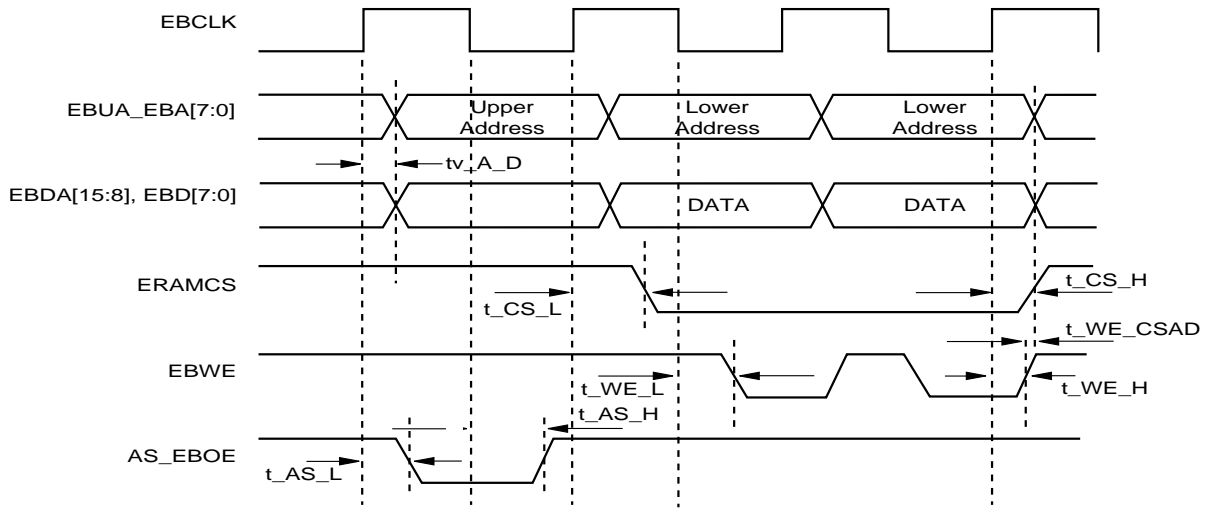 EBCLK
EBUA_EBA[7:0]
Upper
Address
Lower
Address
Lower
Address
tv_A_D
EBDA[15:8], EBD[7:0]
DATA
DATA
ERAMCS
t_CS_L
t_CS_H
t_WE_CSAD
EBWE
t_WE_L
t_WE_H
t_AS_H
AS_EBOE
t_AS_L